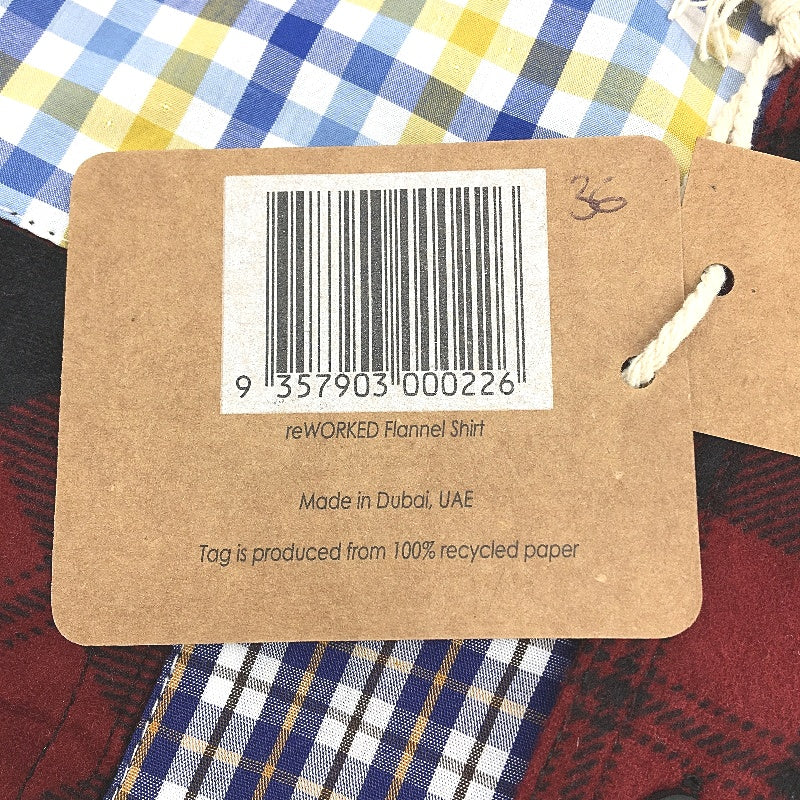 36
9 357903 000226
reWORKED Flannel Shirt
Made in Dubai, UAE
Tag is produced from 100% recycled paper